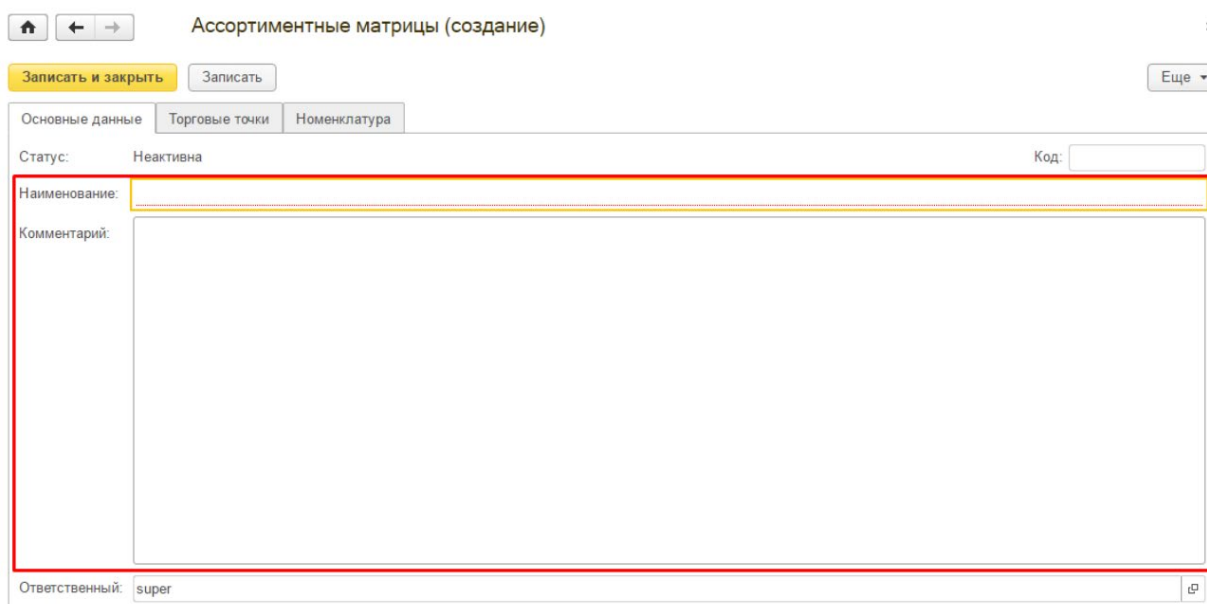 Ассортиментные матрицы (создание)
Записать и закрыть Записать Еще
Основные данные Торговые точки Номенклатура
Статус: Неактивна Код:
Наименование:
Комментарий:
Ответственный: super